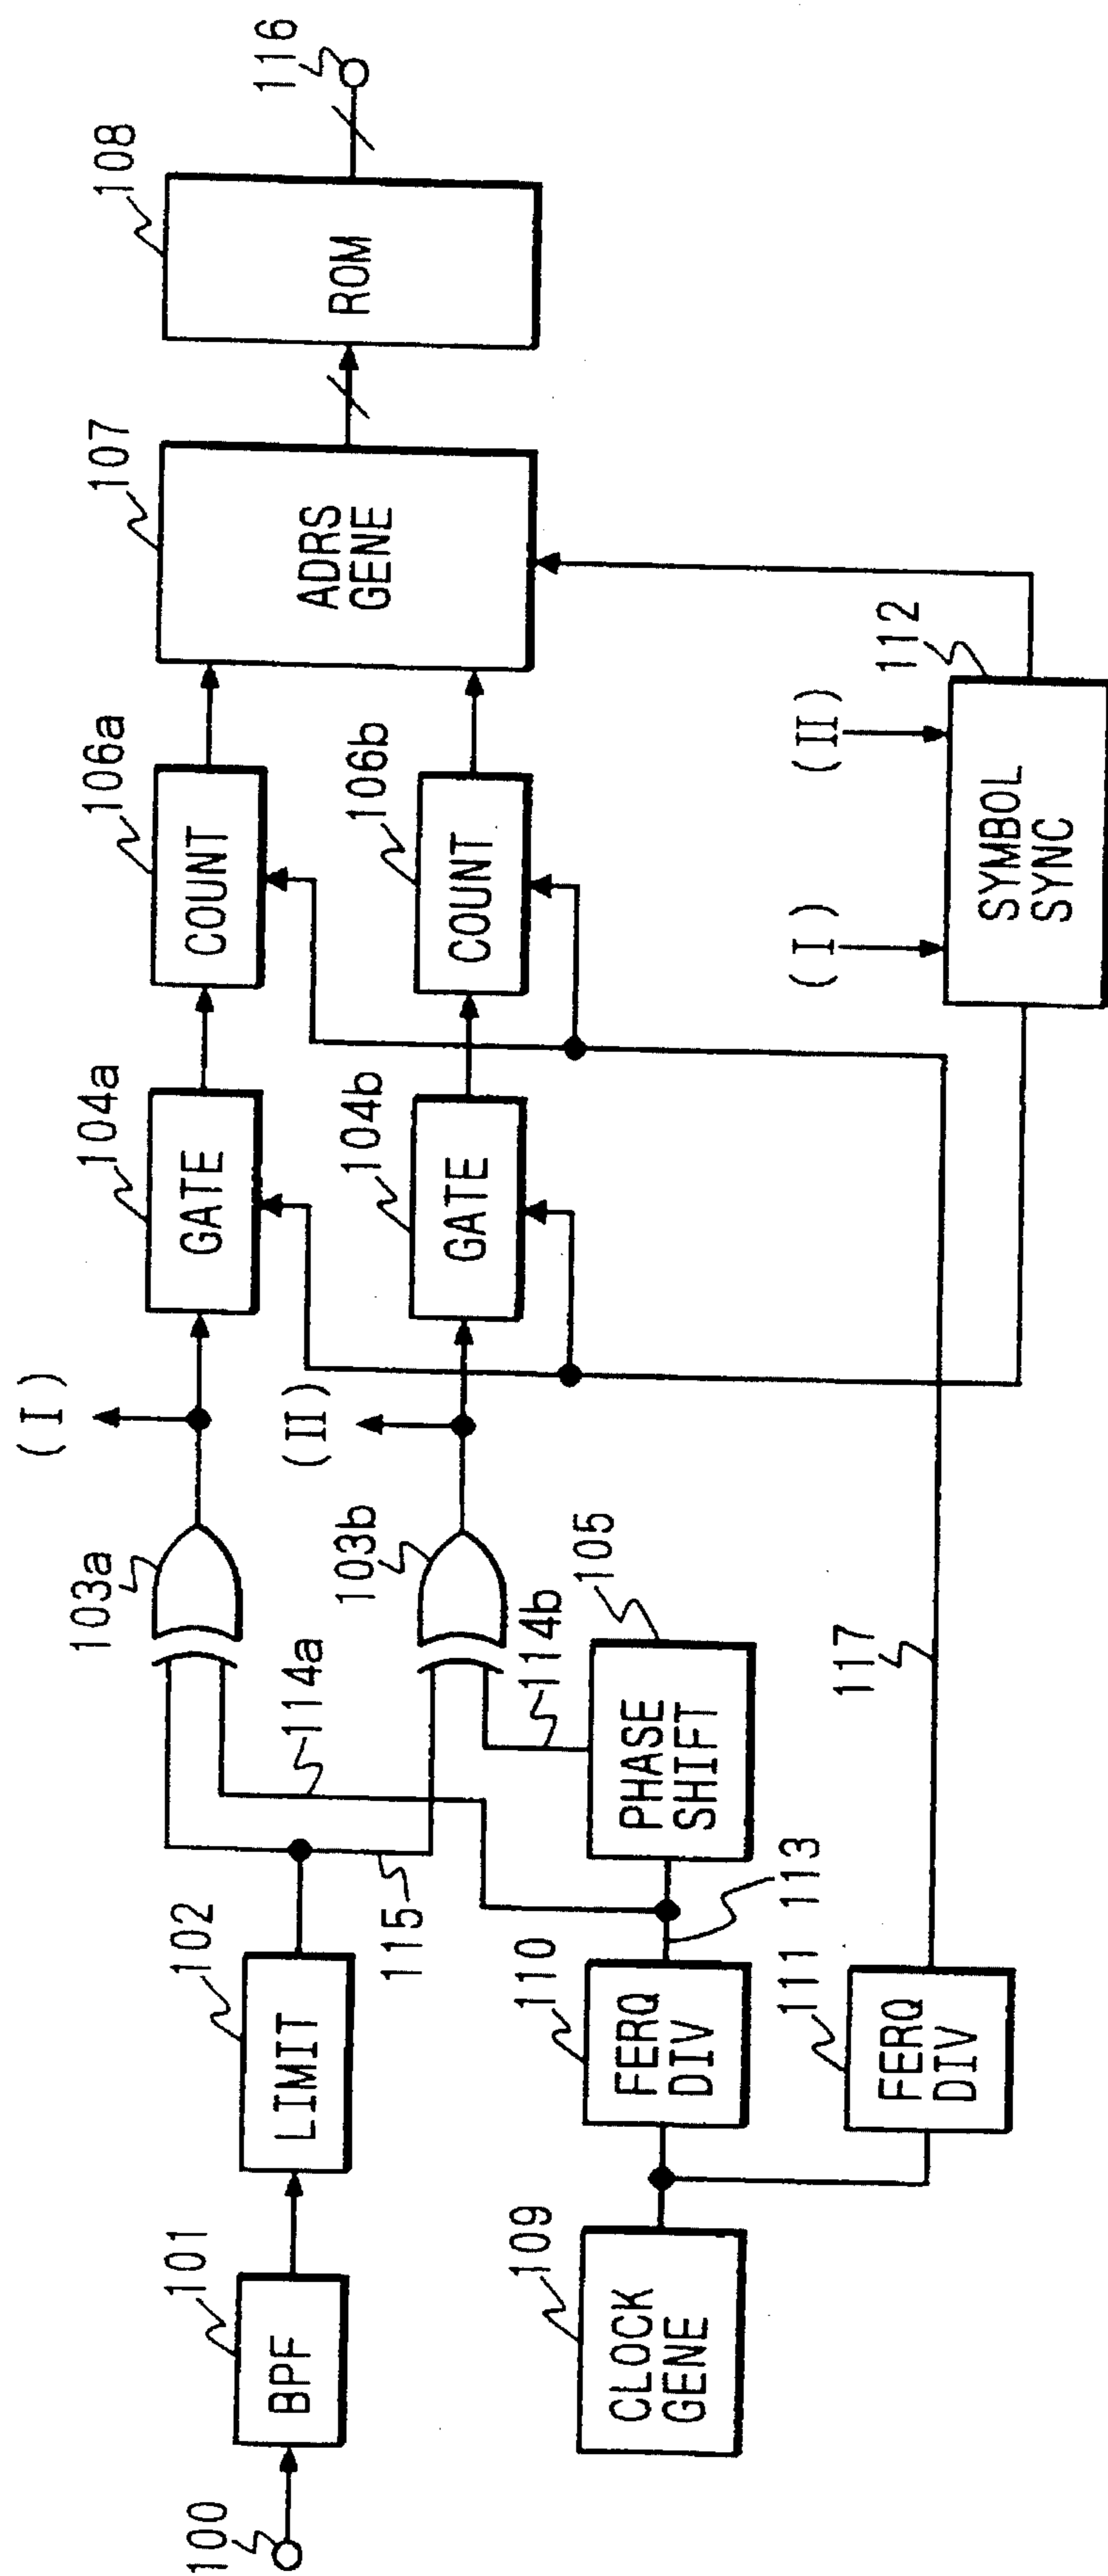 100
101
BPF
102
LIMIT
115
103a
114a
103b
114b
(I)
(II)
104a
GATE
104b
GATE
106a
COUNT
106b
COUNT
107
ADRS
GENE
108
ROM
116
109
CLOCK
GENE
110
FERQ
DIV
113
105
PHASE
SHIFT
111
FERQ
DIV
117
(I)
(II)
112
SYMBOL
SYNC